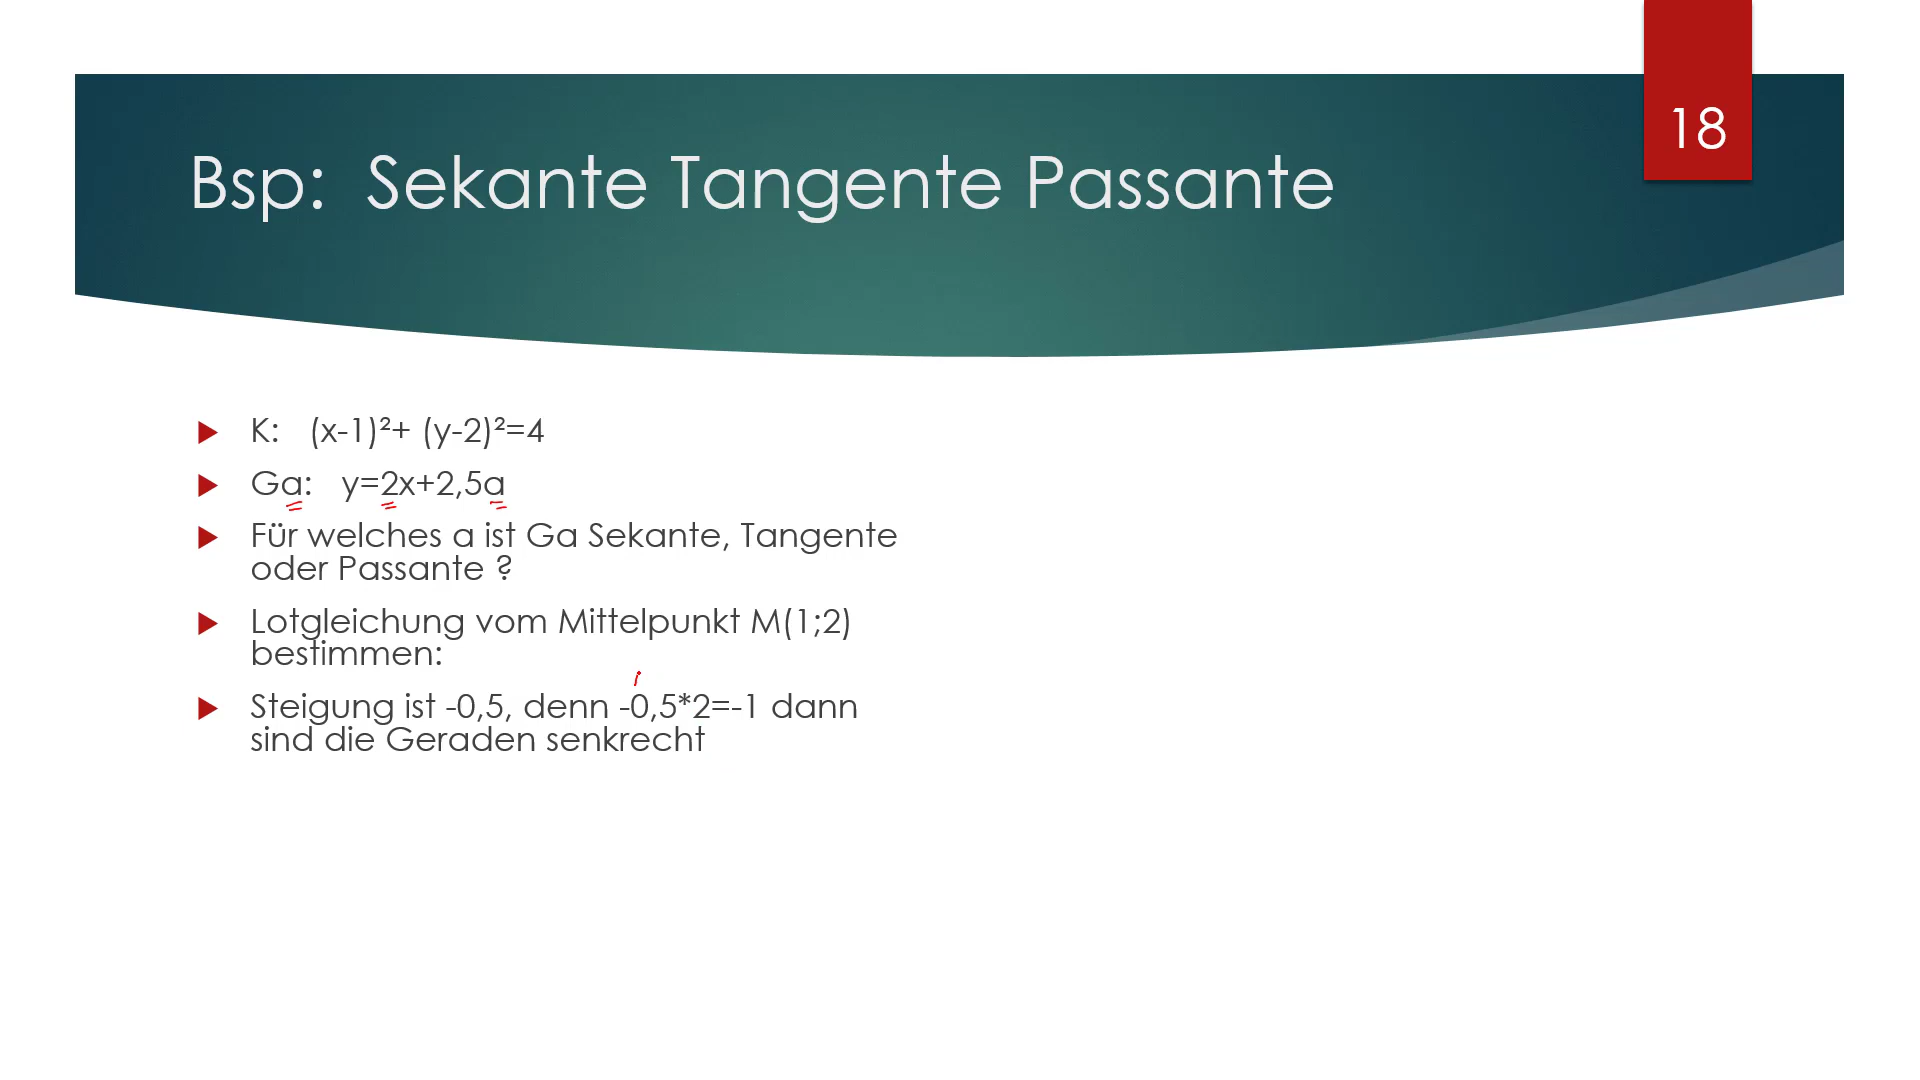 18
Bsp: Sekante Tangente Passante
K: (x-1)²+ (y-2)²=4
Ga: y=2x+2,5a
Für welches a ist Ga Sekante, Tangente
oder Passante ?
Lotgleichung vom Mittelpunkt M(1;2)
bestimmen:
Steigung ist -0,5, denn -0,5*2=-1 dann
sind die Geraden senkrecht